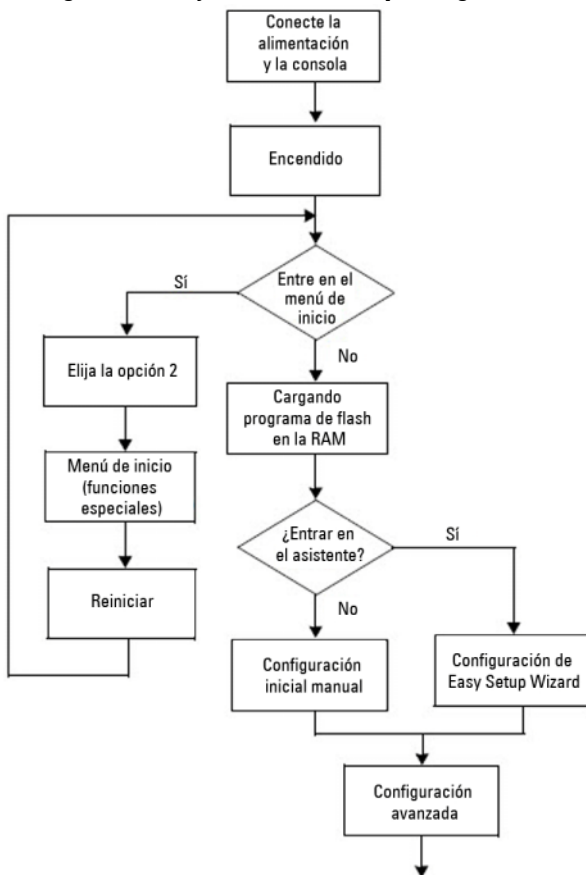 Conecte la
alimentación
y la consola
Encendido
Entre en el
menú de
inicio
Sí
No
Elija la opción 2
Cargando
programa de flash
en la RAM
Menú de inicio
(funciones
especiales)
¿Entrar en
el asistente?
Sí
No
Reiniciar
Configuración
inicial manual
Configuración de
Easy Setup Wizard
Configuración
avanzada